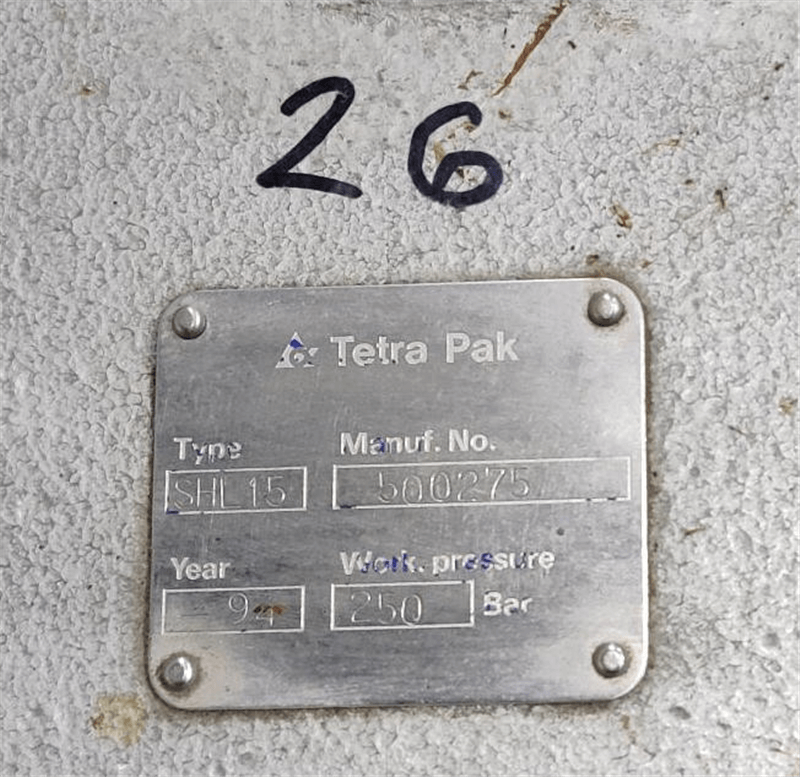 26
Tetra Pak
Type Manuf. No.
SHL15 500275
Year Work. pressure
94 250 Bar